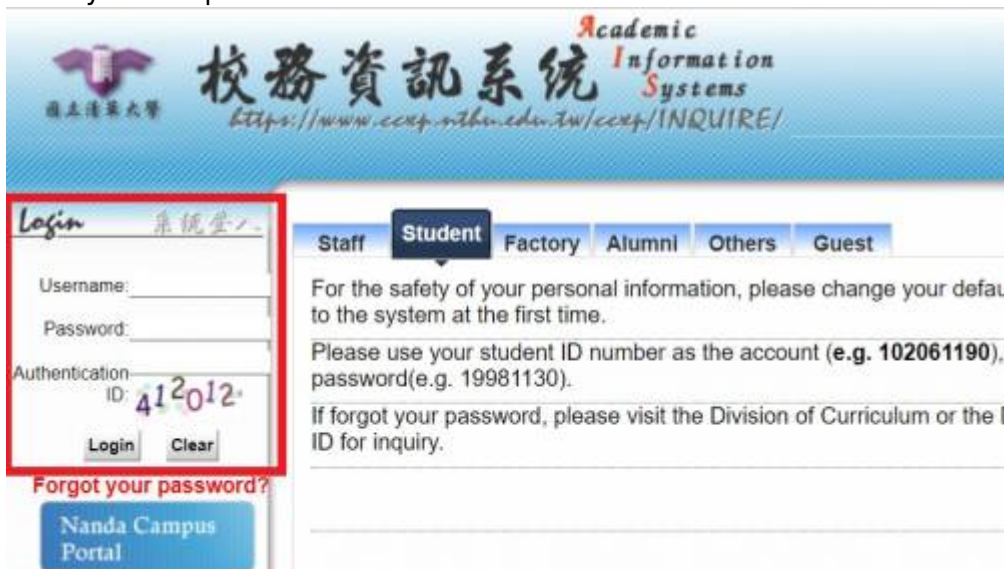 Academic
Information
Systems
校務資訊系統
國立清華大學
https://www.ccxp.nthu.edu.tw/ccxp/INQUIRE/
Login 系統登入
Staff Student Factory Alumni Others Guest
Username:
Password:
Authentication
ID: 412012
Login Clear
Forgot your password?
Nanda Campus
Portal
For the safety of your personal information, please change your
to the system at the first time.
Please use your student ID number as the account (e.g. 102061190),
password(e.g. 19981130).
If forgot your password, please visit the Division of Curriculum or the
ID for inquiry.